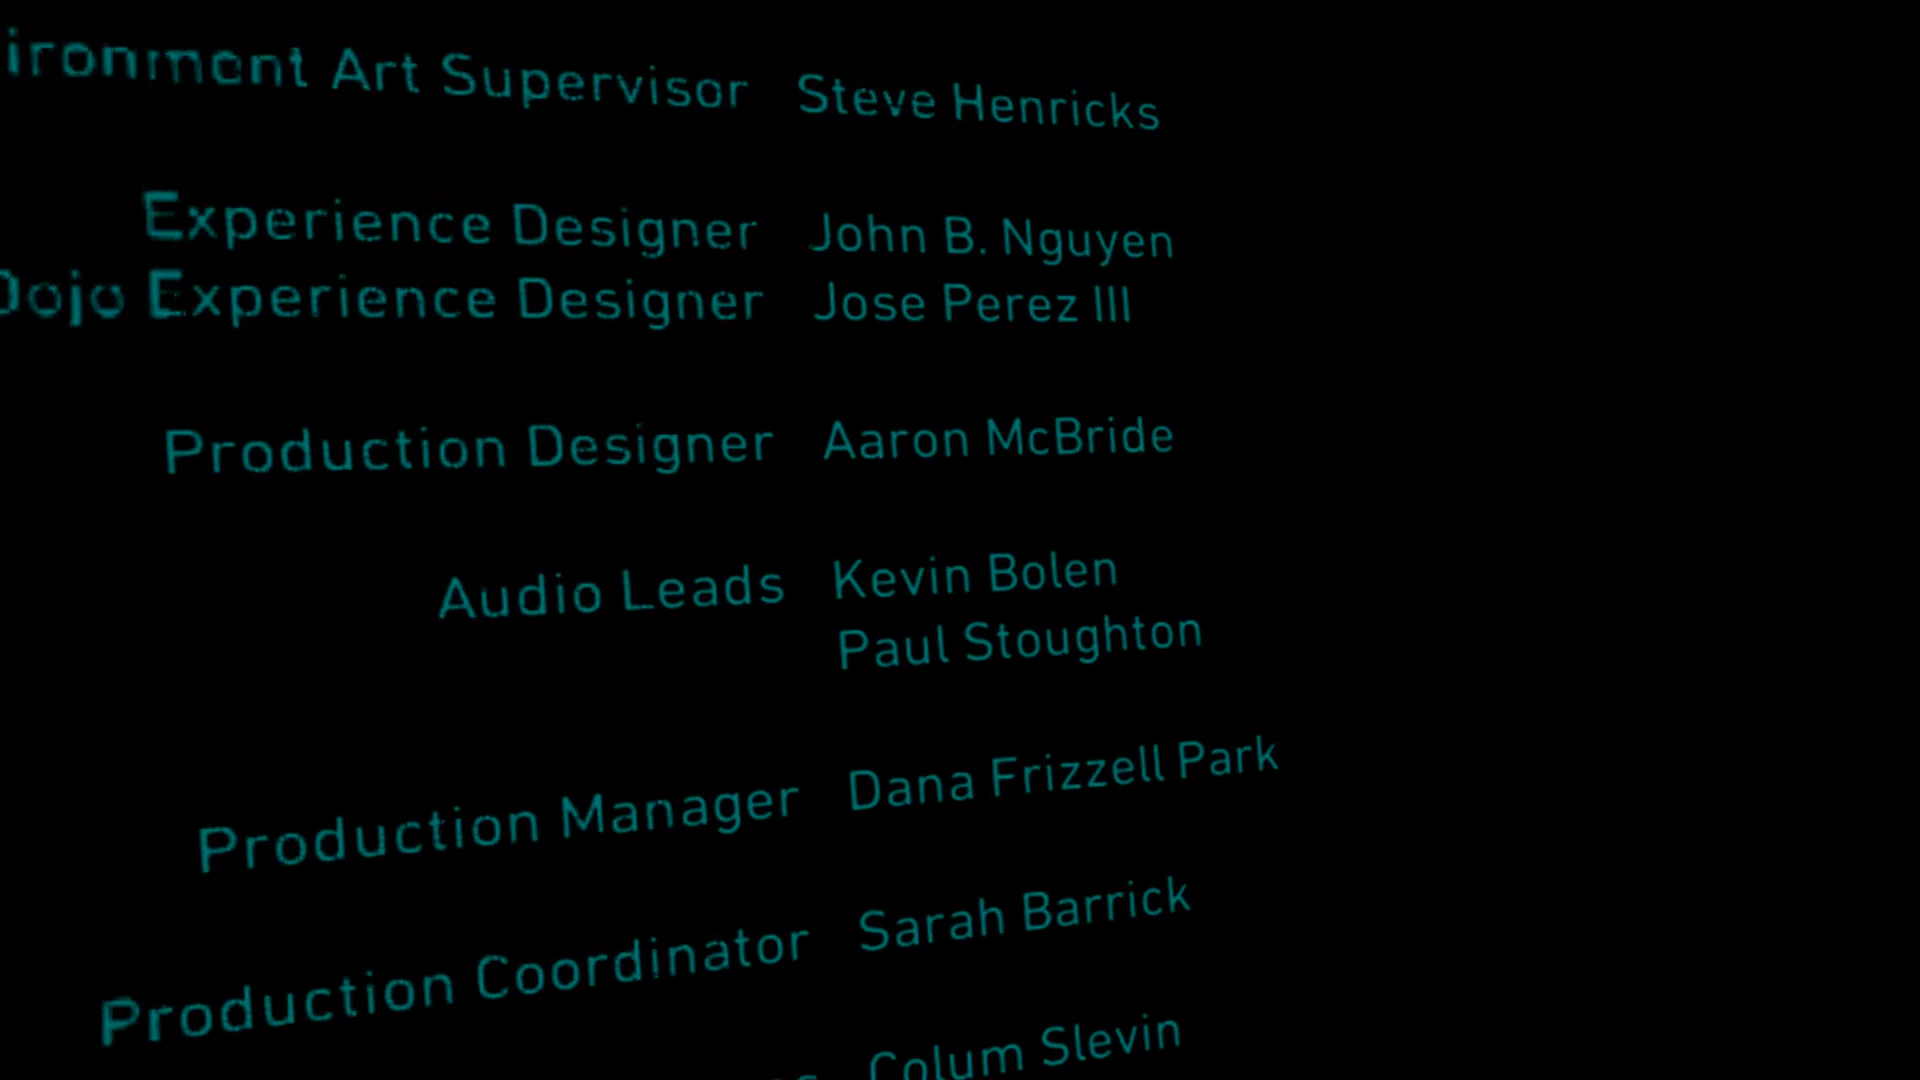 ironment Art Supervisor Steve Henricks
Experience Designer John B. Nguyen
Dojo Experience Designer Jose Perez III
Production Designer Aaron McBride
Audio Leads Kevin Bolen
Paul Stoughton
Production Manager Dana Frizzell Park
Production Coordinator Sarah Barrick
Colum Slevin